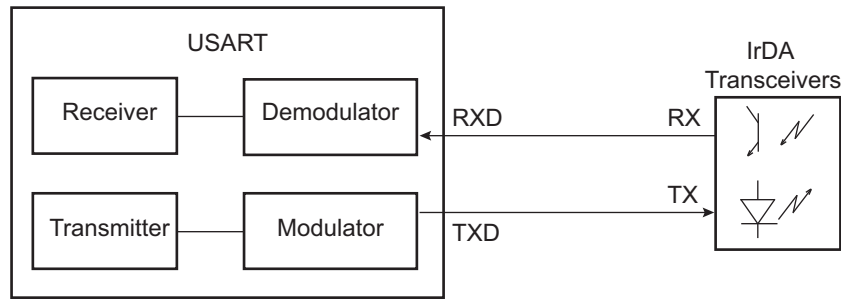 USART
IrDA
Transceivers
Receiver
Demodulator
RXD
RX
Transmitter
Modulator
TXD
TX